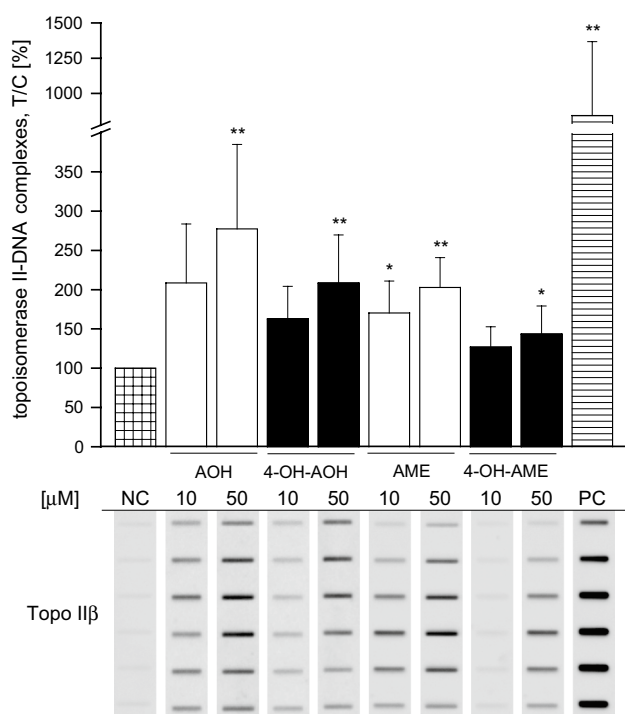 topoisomerase II-DNA complexes, T/C [%]
1500
1250
1000
350
300
250
200
150
100
50
0
**
**
**
*
**
*
AOH
4-OH-AOH
AME
4-OH-AME
[μM]
NC
10
50
10
50
10
50
10
50
PC
Topo IIβ